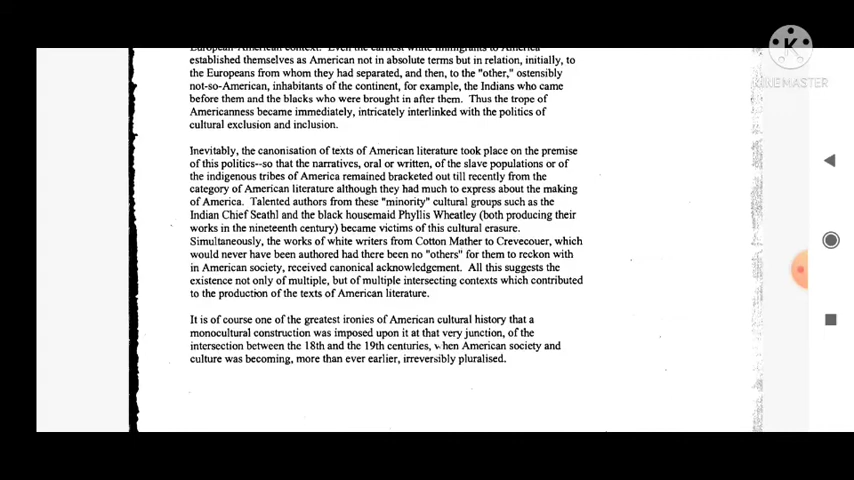 European-American context. Even the earliest white immigrants to America
established themselves as American not in absolute terms but in relation, initially, to
the Europeans from whom they had separated, and then, to the "other," ostensibly
not-so-American, inhabitants of the continent, for example, the Indians who came
before them and the blacks who were brought in after them. Thus the trope of
Americanness became immediately, intricately interlinked with the politics of
cultural exclusion and inclusion.
Inevitably, the canonisation of texts of American literature took place on the premise
of this politics--so that the narratives, oral or written, of the slave populations or of
the indigenous tribes of America remained bracketed out till recently from the
category of American literature although they had much to express about the making
of America. Talented authors from these "minority" cultural groups such as the
Indian Chief Seathl and the black housemaid Phyllis Wheatley (both producing their
works in the nineteenth century) became victims of this cultural erasure.
Simultaneously, the works of white writers from Cotton Mather to Crevecouer, which
would never have been authored had there been no "others" for them to reckon with
in American society, received canonical acknowledgement. All this suggests the
existence not only of multiple, but of multiple intersecting contexts which contributed
to the production of the texts of American literature.
It is of course one of the greatest ironies of American cultural history that a
monocultural construction was imposed upon it at that very junction, of the
intersection between the 18th and the 19th centuries, when American society and
culture was becoming, more than ever earlier, irreversibly pluralised.
K
KINEMASTER